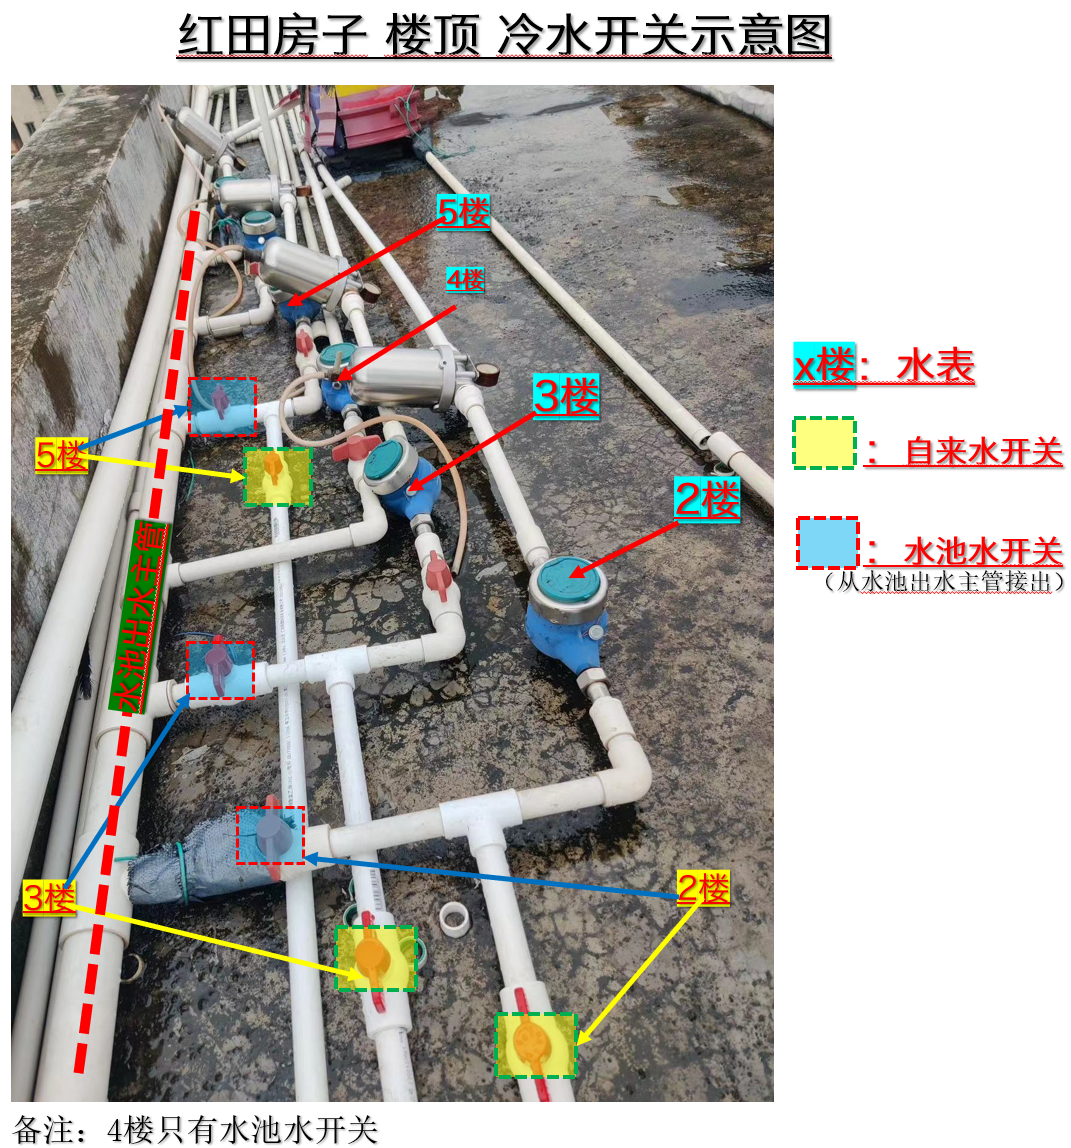 红田房子 楼顶 冷水开关示意图
5楼
4楼
3楼
2楼
5楼
水池出水主管
3楼
2楼
x楼：水表
：自来水开关
：水池水开关
（从水池出水主管接出）
备注：4楼只有水池水开关